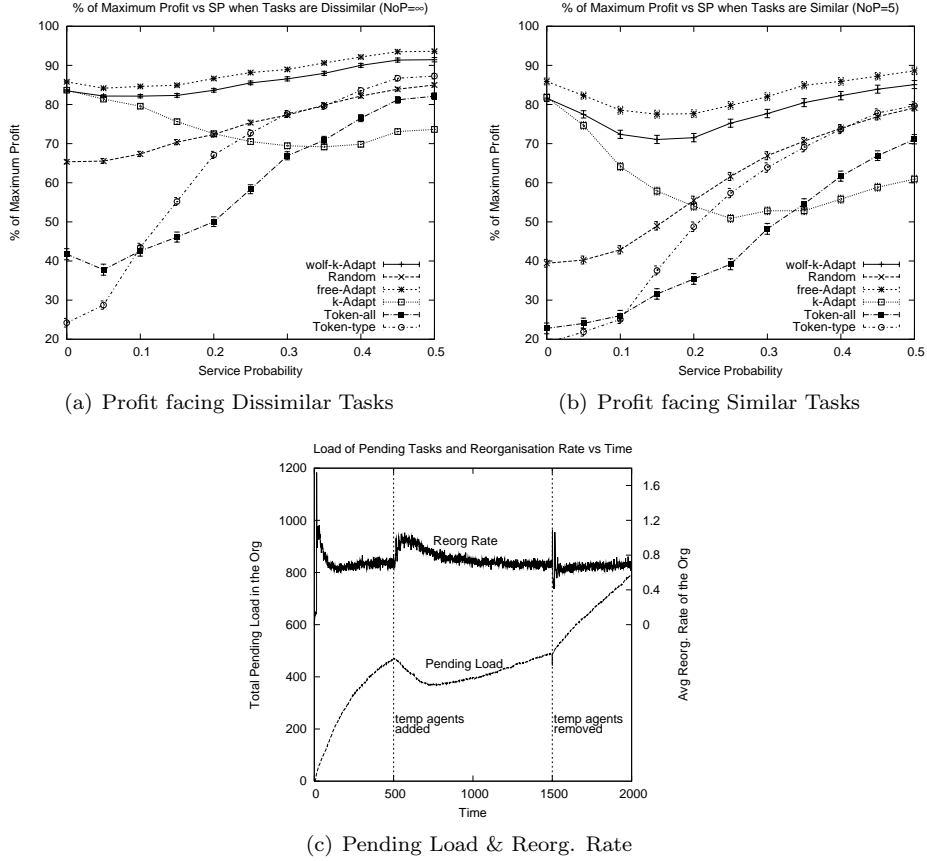 % of Maximum Profit vs SP when Tasks are Dissimilar (NoP=∞)
% of Maximum Profit
100
90
80
70
60
50
40
30
20
wolf-k-Adapt
Random
free-Adapt
k-Adapt
Token-all
Token-type
0 0.1 0.2 0.3 0.4 0.5
Service Probability
(a) Profit facing Dissimilar Tasks
% of Maximum Profit vs SP when Tasks are Similar (NoP=5)
% of Maximum Profit
100
90
80
70
60
50
40
30
20
wolf-k-Adapt
Random
free-Adapt
k-Adapt
Token-all
Token-type
0 0.1 0.2 0.3 0.4 0.5
Service Probability
(b) Profit facing Similar Tasks
Load of Pending Tasks and Reorganisation Rate vs Time
Total Pending Load in the Org
1200
1000
800
600
400
200
0
Reorg Rate
Pending Load
temp agents
added
temp agents
removed
1.6
1.2
0.8
0.4
0
Avg Reorg. Rate of the Org
0 500 1000 1500 2000
Time
(c) Pending Load & Reorg. Rate